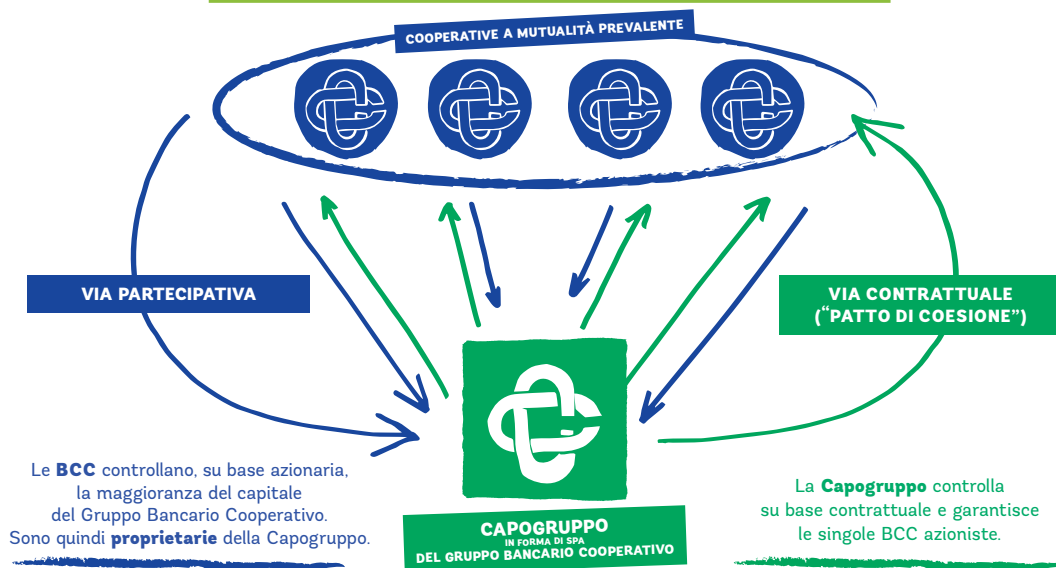 COOPERATIVE A MUTUALITÀ PREVALENTE
VIA PARTECIPATIVA
VIA CONTRATTUALE
(“PATTO DI COESIONE”)
Le BCC controllano, su base azionaria,
la maggioranza del capitale
del Gruppo Bancario Cooperativo.
Sono quindi proprietarie della Capogruppo.
CAPOGRUPPO
IN FORMA DI SPA
DEL GRUPPO BANCARIO COOPERATIVO
La Capogruppo controlla
su base contrattuale e garantisce
le singole BCC azioniste.